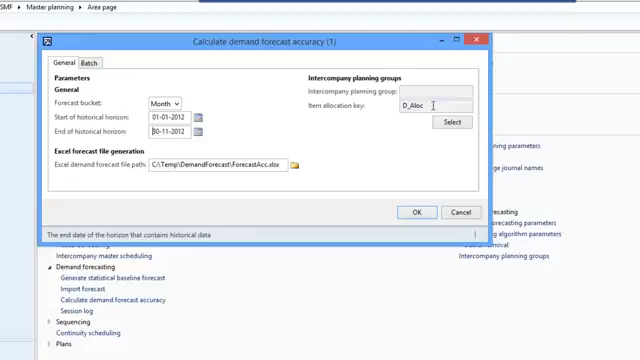 SMF ▸ Master planning ▸ Area page
Calculate demand forecast accuracy (1)
General Batch
Parameters
General
Forecast bucket: Month
Start of historical horizon: 01-01-2012
End of historical horizon: 30-11-2012
Excel forecast file generation
Excel demand forecast file path: C:\Temp\DemandForecast\ForecastAcc.xlsx
Intercompany planning groups
Intercompany planning group:
Item allocation key: D_Aloc
Select
OK Cancel
The end date of the horizon that contains historical data
Intercompany master scheduling
Demand forecasting
Generate statistical baseline forecast
Import forecast
Calculate demand forecast accuracy
Session log
Sequencing
Continuity scheduling
Plans
planning dimensions
journal names
forecasting parameters
algorithm parameters
removal
Intercompany planning groups